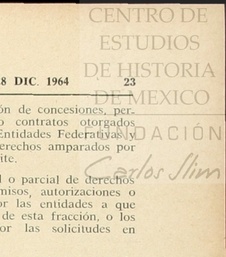 CENTRO DE
ESTUDIOS
DE HISTORIA
DE MEXICO
FUNDACIÓN
Carlos Slim
8 DIC. 1964 23
ón de concesiones, per-
o contratos otorgados
Entidades Federativas y
erechos amparados por
ite.
l o parcial de derechos
misos, autorizaciones o
or las entidades a que
de esta fracción, o los
or las solicitudes en